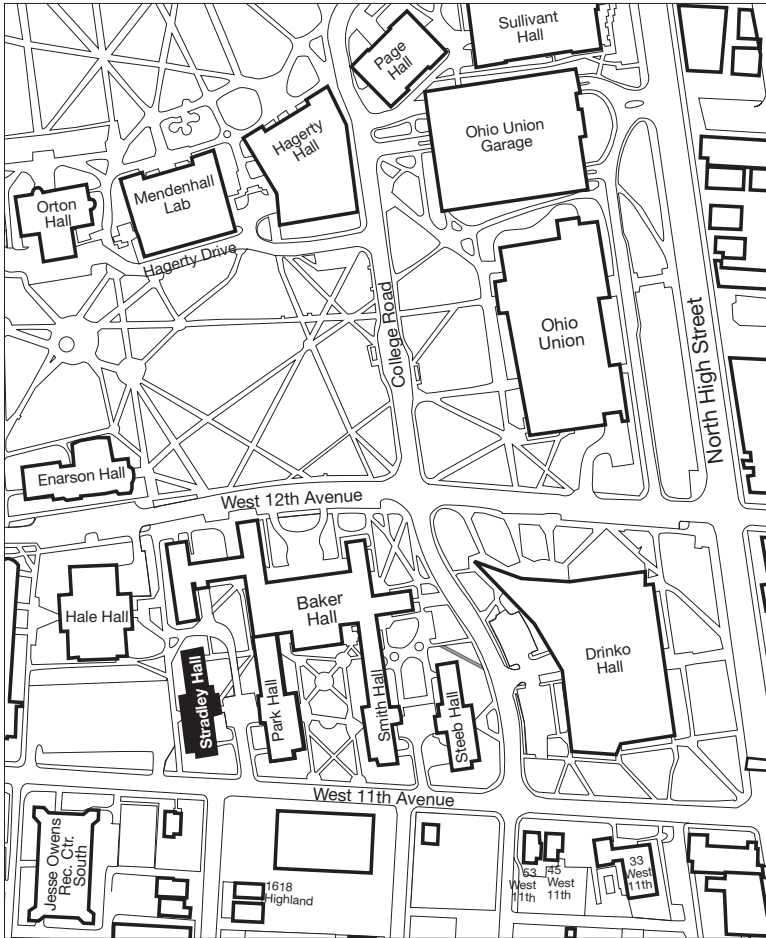 Sullivant
Hall
Page
Hall
Ohio Union
Garage
Hagerty
Hall
Mendenhall
Lab
Orton
Hall
Hagerty Drive
College Road
Ohio
Union
North High Street
Enarson Hall
West 12th Avenue
Hale Hall
Baker
Hall
Drinko
Hall
Stradley Hall
Park Hall
Smith Hall
Steeb Hall
West 11th Avenue
Jesse Owens
Rec. Ctr.
South
1618
Highland
53
West
11th
45
West
11th
33
West
11th